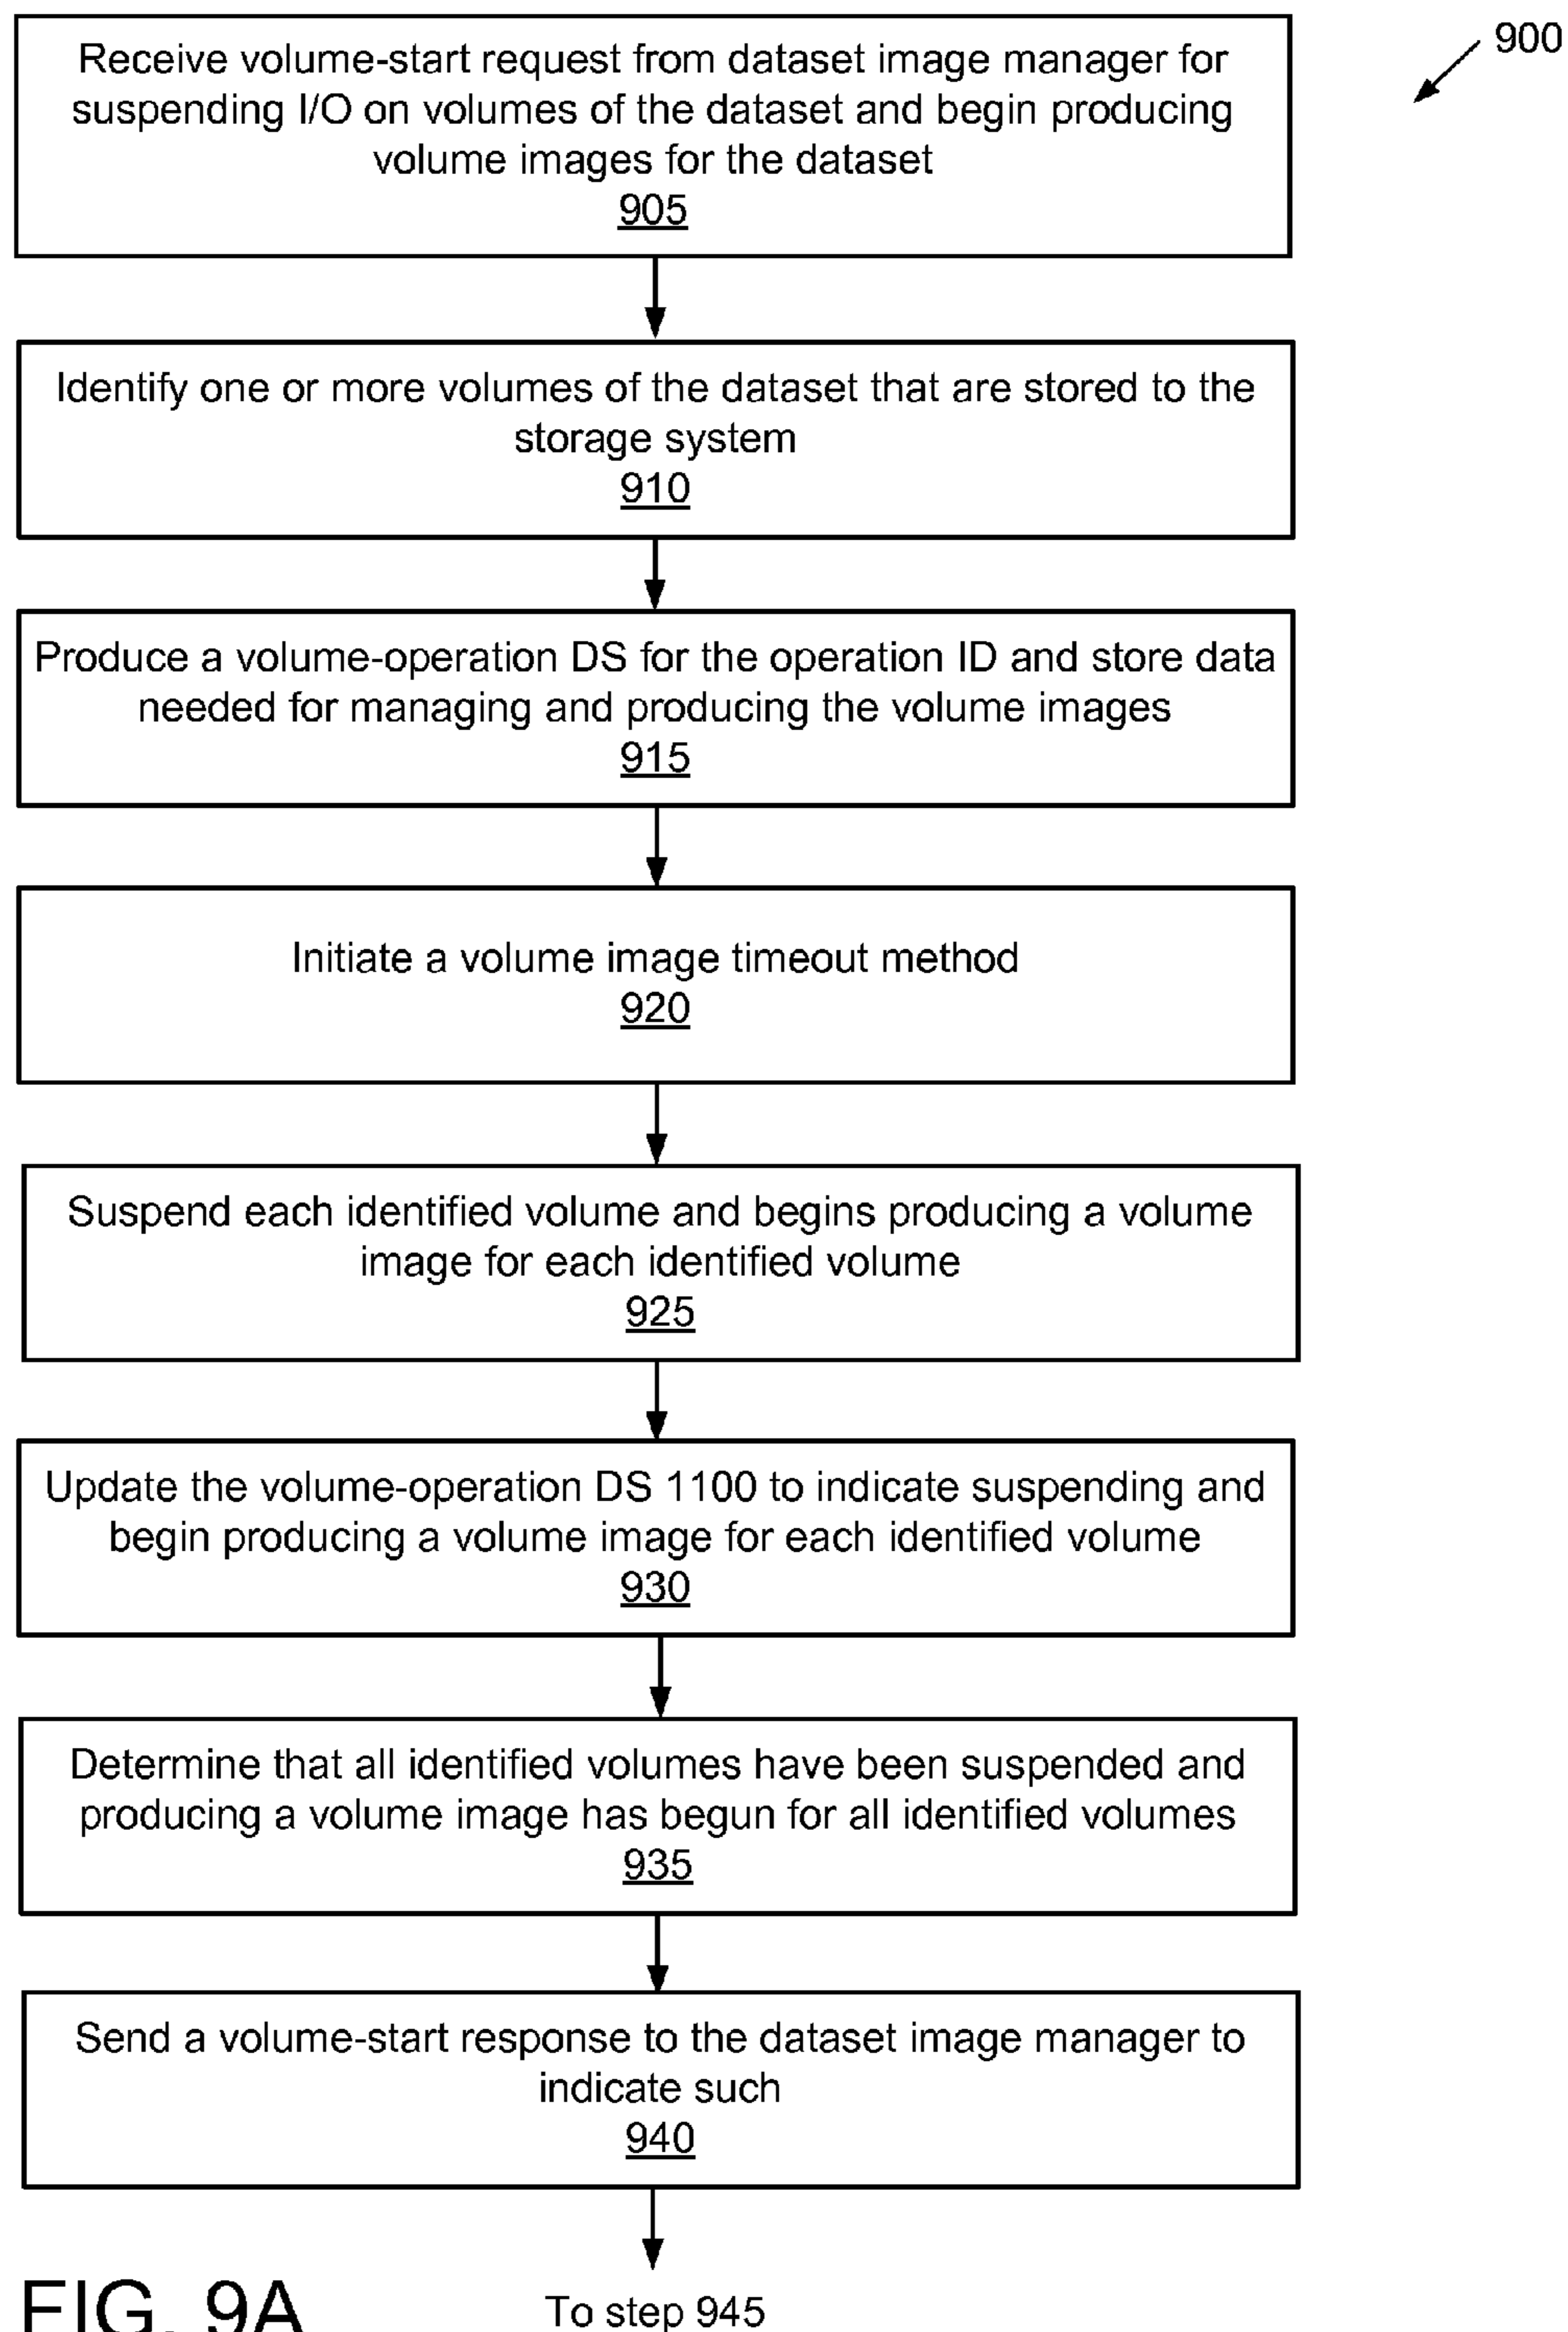 900
Receive volume-start request from dataset image manager for
suspending I/O on volumes of the dataset and begin producing
volume images for the dataset
905
Identify one or more volumes of the dataset that are stored to the
storage system
910
Produce a volume-operation DS for the operation ID and store data
needed for managing and producing the volume images
915
Initiate a volume image timeout method
920
Suspend each identified volume and begins producing a volume
image for each identified volume
925
Update the volume-operation DS 1100 to indicate suspending and
begin producing a volume image for each identified volume
930
Determine that all identified volumes have been suspended and
producing a volume image has begun for all identified volumes
935
Send a volume-start response to the dataset image manager to
indicate such
940
To step 945
FIG. 9A